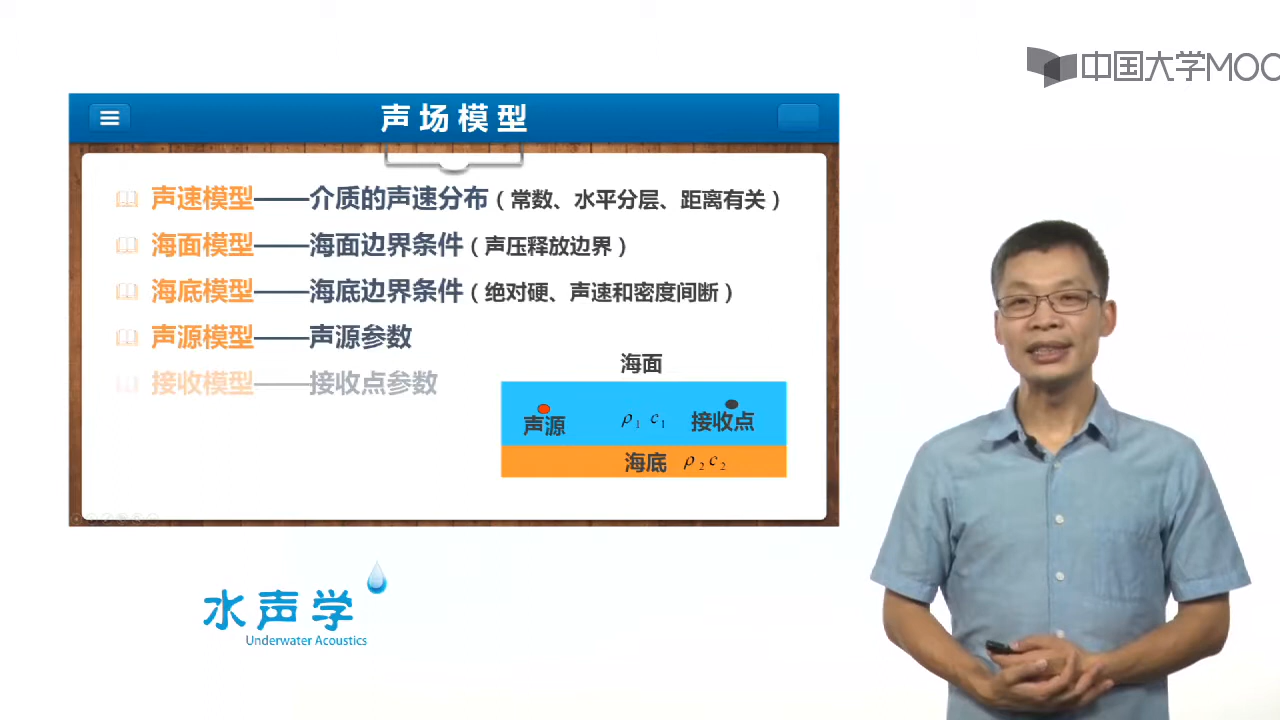 中国大学MOO
声场模型
声速模型——介质的声速分布（常数、水平分层、距离有关）
海面模型——海面边界条件（声压释放边界）
海底模型——海底边界条件（绝对硬、声速和密度间断）
声源模型——声源参数
接收模型——接收点参数
海面
声源 ρ1 c1 接收点
海底 ρ2 c2
水声学
Underwater Acoustics